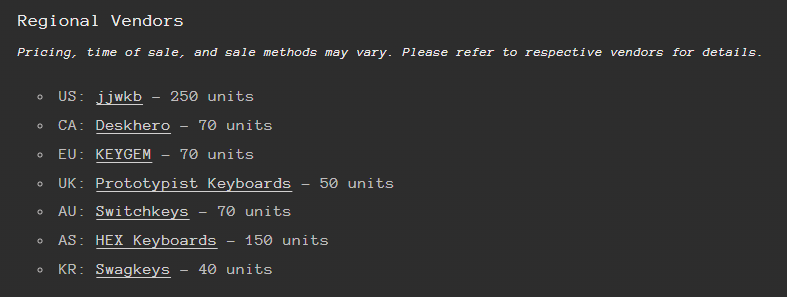 Regional Vendors
Pricing, time of sale, and sale methods may vary. Please refer to respective vendors for details.
US: jjwkb – 250 units
CA: Deskhero – 70 units
EU: KEYGEM – 70 units
UK: Prototypist Keyboards – 50 units
AU: Switchkeys – 70 units
AS: HEX Keyboards – 150 units
KR: Swagkeys – 40 units